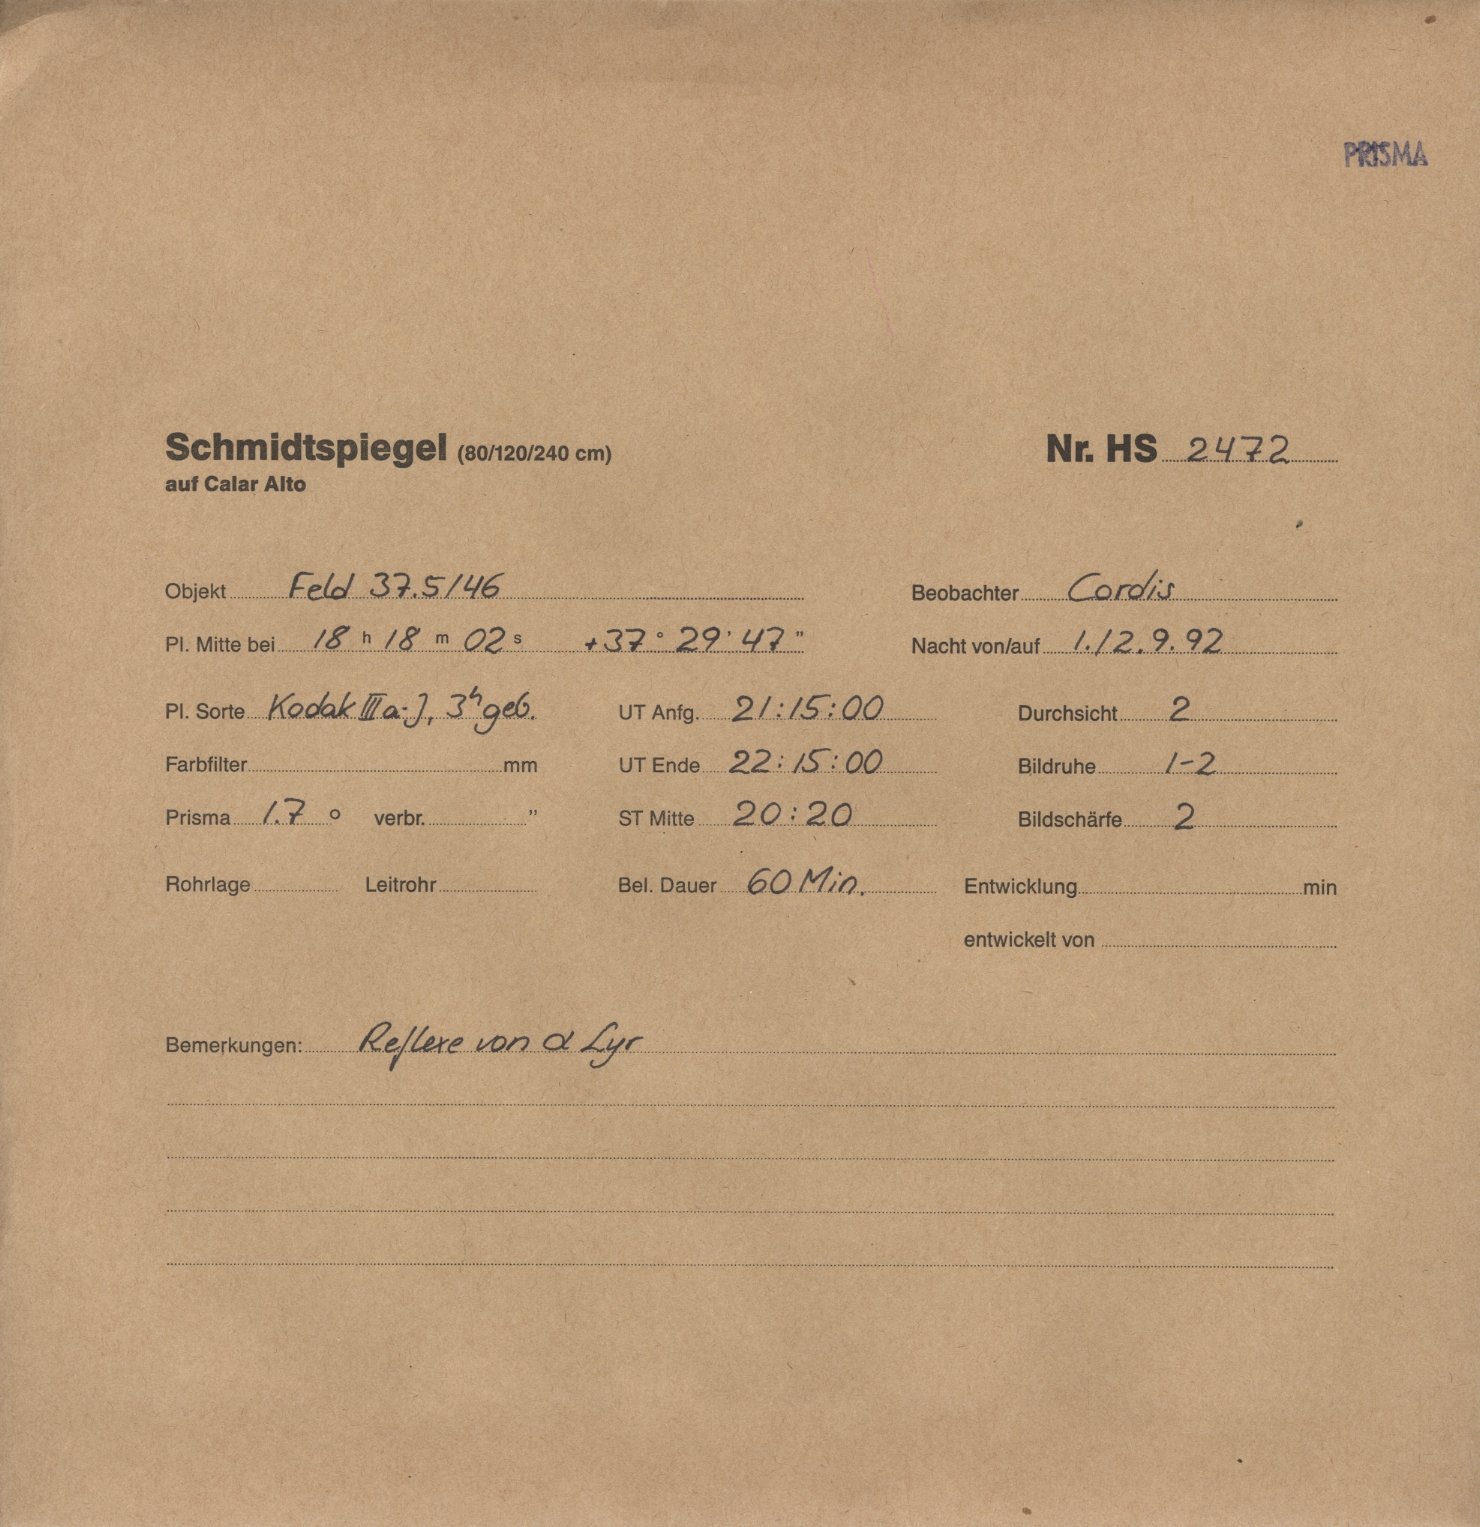 PRISMA
Schmidtspiegel (80/120/240 cm) Nr. HS 2472
auf Calar Alto
Objekt Feld 37.5/46 Beobachter Cordis
Pl. Mitte bei 18 h 18 m 02 s +37 ° 29 ' 47 " Nacht von/auf 1./2.9.92
Pl. Sorte Kodak IIIa-J, 3h geb. UT Anfg. 21:15:00 Durchsicht 2
Farbfilter mm UT Ende 22:15:00 Bildruhe 1-2
Prisma 1.7 ° verbr. " ST Mitte 20:20 Bildschärfe 2
Rohrlage Leitrohr Bel. Dauer 60 Min. Entwicklung min
entwickelt von
Bemerkungen: Reflexe von α Lyr